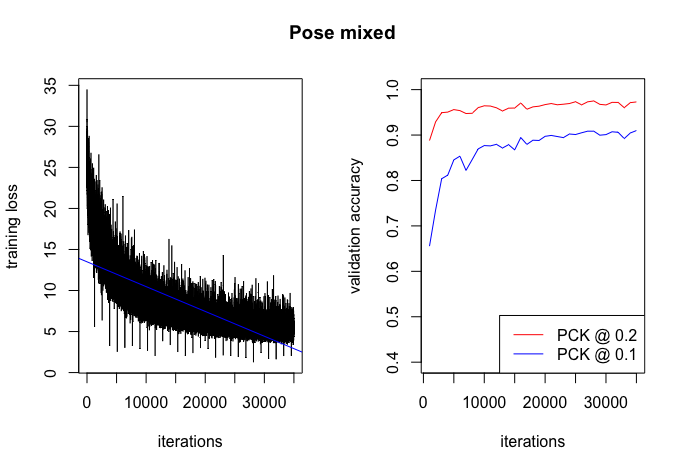 Pose mixed
training loss
35
30
25
20
15
10
5
0
0 10000 20000 30000
iterations
validation accuracy
1.0
0.9
0.8
0.7
0.6
0.5
0.4
PCK @ 0.2
PCK @ 0.1
0 10000 20000 30000
iterations